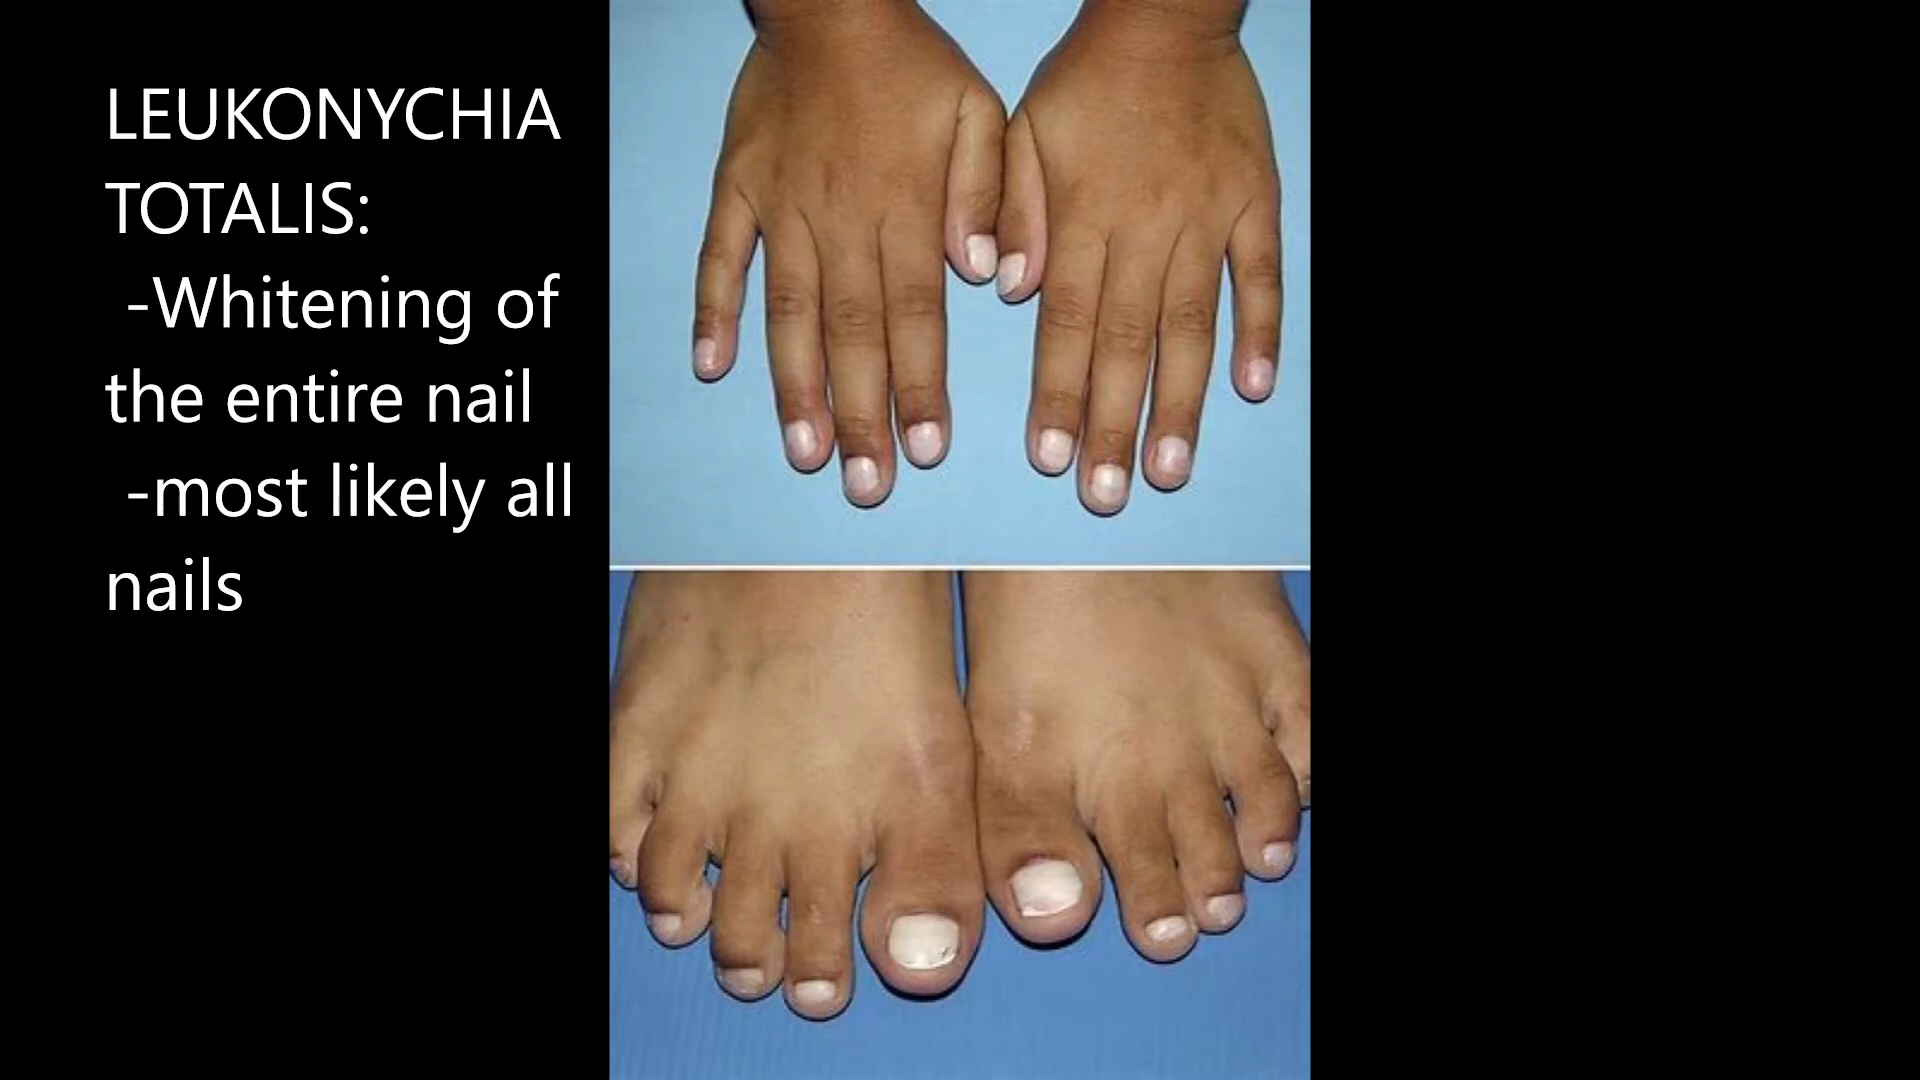 LEUKONYCHIA
TOTALIS:
-Whitening of
the entire nail
-most likely all
nails